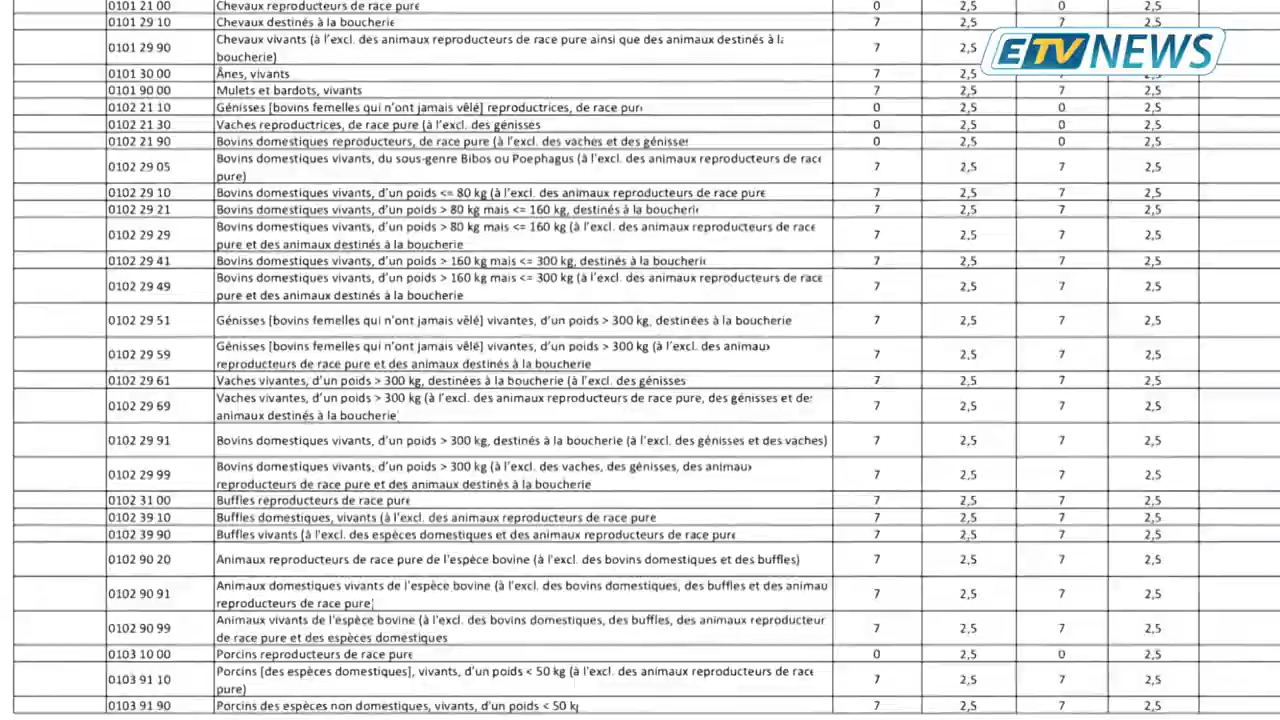 0101 21 00 Chevaux reproducteurs de race pure 0 2,5 0 2,5
0101 29 10 Chevaux destinés à la boucherie 7 2,5 7 2,5
ETV NEWS
0101 29 90 Chevaux vivants (à l'excl. des animaux reproducteurs de race pure ainsi que des animaux destinés à la
boucherie) 7 2,5
0101 30 00 Ânes, vivants 7 2,5 7 2,5
0101 90 00 Mulets et bardots, vivants 7 2,5 7 2,5
0102 21 10 Génisses [bovins femelles qui n'ont jamais vêlé] reproductrices, de race pure 0 2,5 0 2,5
0102 21 30 Vaches reproductrices, de race pure (à l'excl. des génisses 0 2,5 0 2,5
0102 21 90 Bovins domestiques reproducteurs, de race pure (à l'excl. des vaches et des génisses 0 2,5 0 2,5
0102 29 05 Bovins domestiques vivants, du sous-genre Bibos ou Poephagus (à l'excl. des animaux reproducteurs de race
pure) 7 2,5 7 2,5
0102 29 10 Bovins domestiques vivants, d'un poids <= 80 kg (à l'excl. des animaux reproducteurs de race pure 7 2,5 7 2,5
0102 29 21 Bovins domestiques vivants, d'un poids > 80 kg mais <= 160 kg, destinés à la boucherie 7 2,5 7 2,5
0102 29 29 Bovins domestiques vivants, d'un poids > 80 kg mais <= 160 kg (à l'excl. des animaux reproducteurs de race
pure et des animaux destinés à la boucherie 7 2,5 7 2,5
0102 29 41 Bovins domestiques vivants, d'un poids > 160 kg mais <= 300 kg, destinés à la boucherie 7 2,5 7 2,5
0102 29 49 Bovins domestiques vivants, d'un poids > 160 kg mais <= 300 kg (à l'excl. des animaux reproducteurs de race
pure et des animaux destinés à la boucherie 7 2,5 7 2,5
0102 29 51 Génisses [bovins femelles qui n'ont jamais vêlé] vivantes, d'un poids > 300 kg, destinées à la boucherie 7 2,5 7 2,5
0102 29 59 Génisses [bovins femelles qui n'ont jamais vêlé] vivantes, d'un poids > 300 kg (à l'excl. des animaux
reproducteurs de race pure et des animaux destinés à la boucherie 7 2,5 7 2,5
0102 29 61 Vaches vivantes, d'un poids > 300 kg, destinées à la boucherie (à l'excl. des génisses 7 2,5 7 2,5
0102 29 69 Vaches vivantes, d'un poids > 300 kg (à l'excl. des animaux reproducteurs de race pure, des génisses et des
animaux destinés à la boucherie) 7 2,5 7 2,5
0102 29 91 Bovins domestiques vivants, d'un poids > 300 kg, destinés à la boucherie (à l'excl. des génisses et des vaches) 7 2,5 7 2,5
0102 29 99 Bovins domestiques vivants, d'un poids > 300 kg (à l'excl. des vaches, des génisses, des animaux
reproducteurs de race pure et des animaux destinés à la boucherie 7 2,5 7 2,5
0102 31 00 Buffles reproducteurs de race pure 7 2,5 7 2,5
0102 39 10 Buffles domestiques, vivants (à l'excl. des animaux reproducteurs de race pure 7 2,5 7 2,5
0102 39 90 Buffles vivants (à l'excl. des espèces domestiques et des animaux reproducteurs de race pure 7 2,5 7 2,5
0102 90 20 Animaux reproducteurs de race pure de l'espèce bovine (à l'excl. des bovins domestiques et des buffles) 7 2,5 7 2,5
0102 90 91 Animaux domestiques vivants de l'espèce bovine (à l'excl. des bovins domestiques, des buffles et des animau
reproducteurs de race pure) 7 2,5 7 2,5
0102 90 99 Animaux vivants de l'espèce bovine (à l'excl. des bovins domestiques, des buffles, des animaux reproducteur
de race pure et des espèces domestiques 7 2,5 7 2,5
0103 10 00 Porcins reproducteurs de race pure 0 2,5 0 2,5
0103 91 10 Porcins [des espèces domestiques], vivants, d'un poids < 50 kg (à l'excl. des animaux reproducteurs de race
pure) 7 2,5 7 2,5
0103 91 90 Porcins des espèces non domestiques, vivants, d'un poids < 50 kg 7 2,5 7 2,5